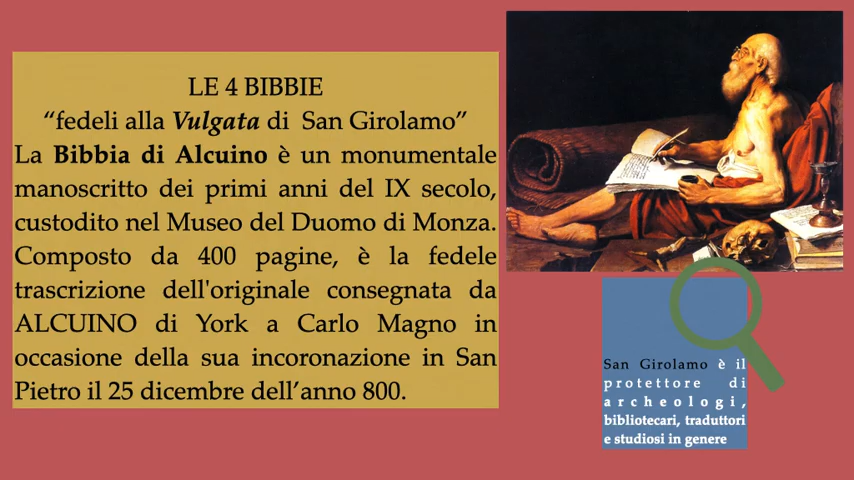 LE 4 BIBBIE
“fedeli alla Vulgata di San Girolamo”
La Bibbia di Alcuino è un monumentale
manoscritto dei primi anni del IX secolo,
custodito nel Museo del Duomo di Monza.
Composto da 400 pagine, è la fedele
trascrizione dell'originale consegnata da
ALCUINO di York a Carlo Magno in
occasione della sua incoronazione in San
Pietro il 25 dicembre dell’anno 800.
San Girolamo è il
protettore di
archeologi,
bibliotecari, traduttori
e studiosi in genere